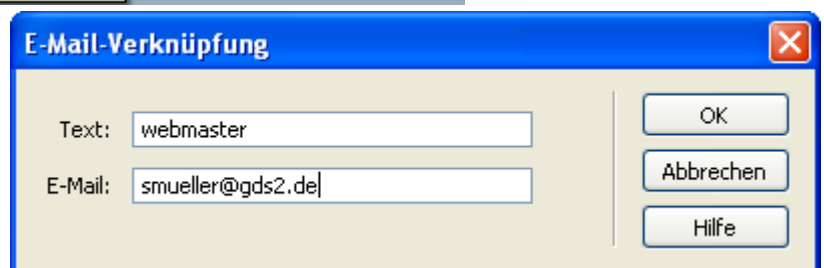 E-Mail-Verknüpfung
Text: webmaster
E-Mail: smueller@gds2.de
OK
Abbrechen
Hilfe